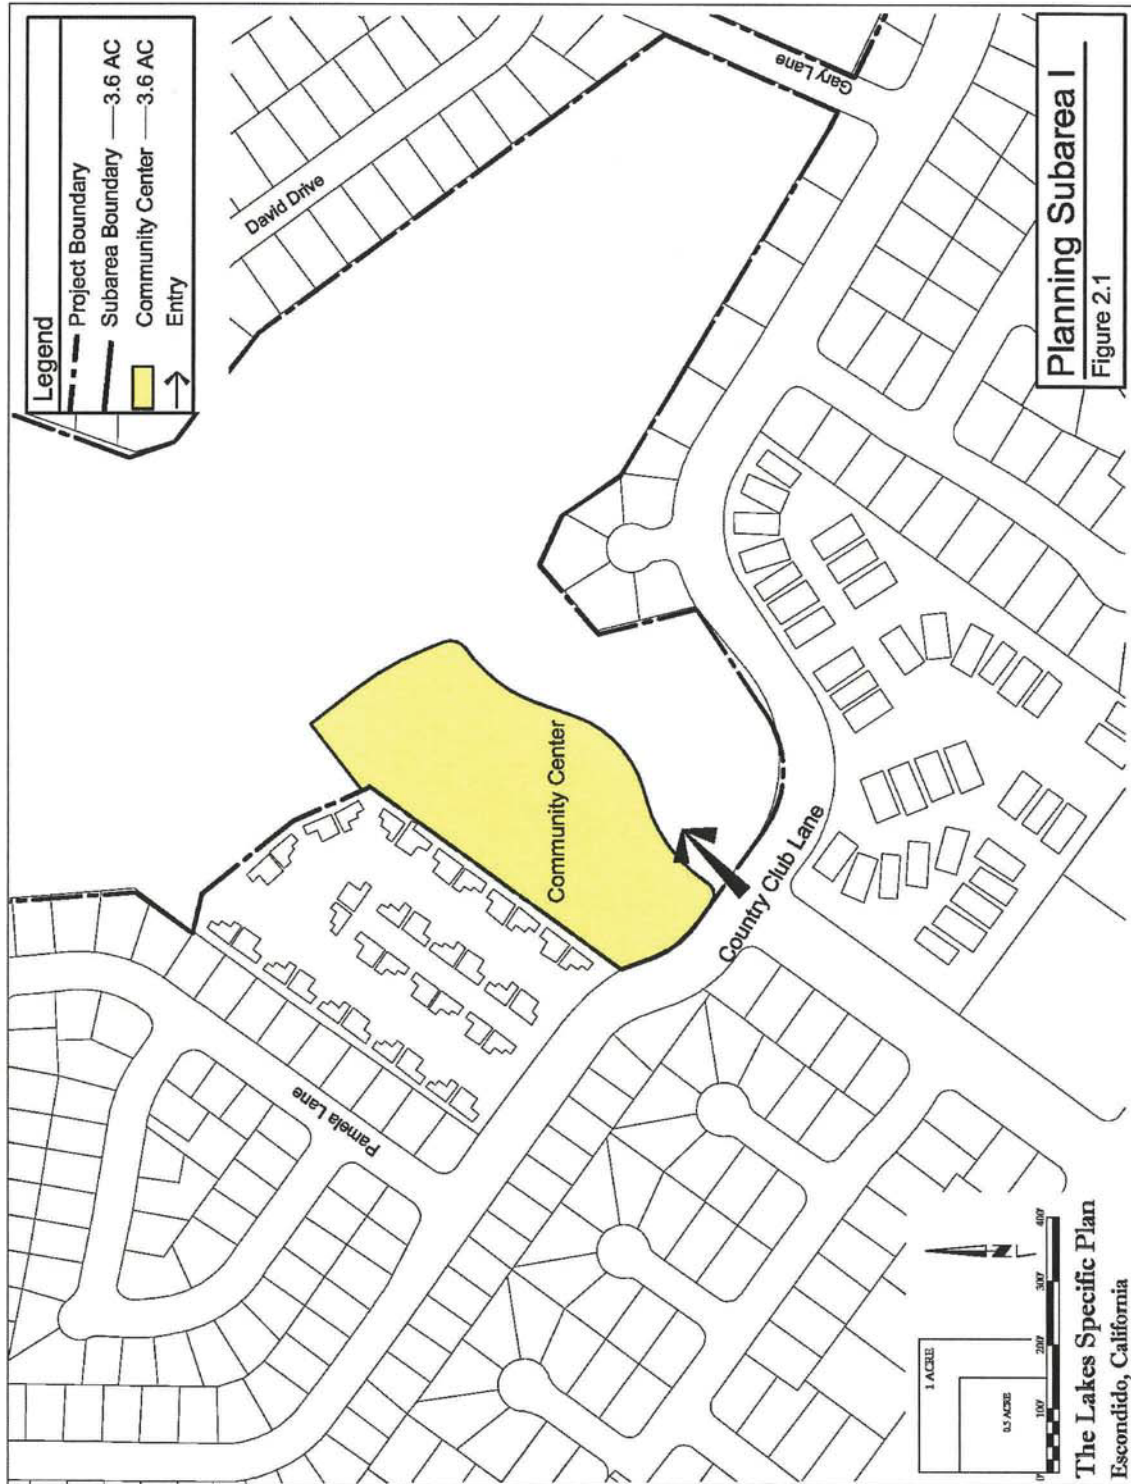 Legend
Project Boundary
Subarea Boundary — 3.6 AC
Community Center — 3.6 AC
Entry
David Drive
Gary Lane
Community Center
Country Club Lane
Pamela Lane
Planning Subarea I
Figure 2.1
1 ACRE
0.5 ACRE
N
0' 100' 200' 300' 400'
The Lakes Specific Plan
Escondido, California